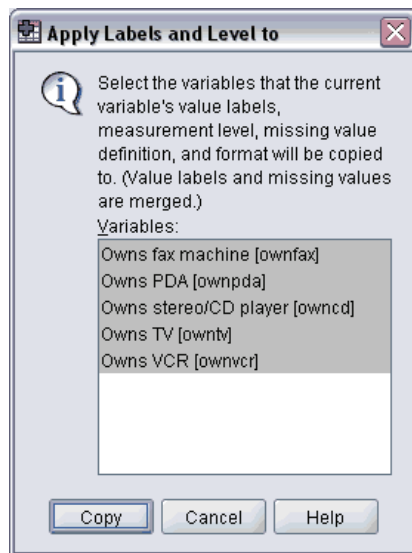 Apply Labels and Level to
Select the variables that the current
variable's value labels,
measurement level, missing value
definition, and format will be copied
to. (Value labels and missing values
are merged.)
Variables:
Owns fax machine [ownfax]
Owns PDA [ownpda]
Owns stereo/CD player [owncd]
Owns TV [owntv]
Owns VCR [ownvcr]
Copy Cancel Help